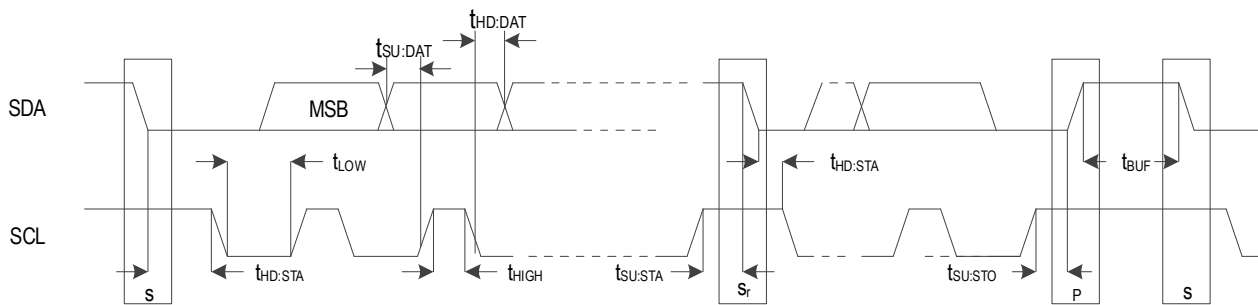 tHD:DAT
tSU:DAT
SDA
MSB
tLOW
tHD:STA
tBUF
SCL
tHD:STA
tHIGH
tSU:STA
tSU:STO
S
Sr
P
S